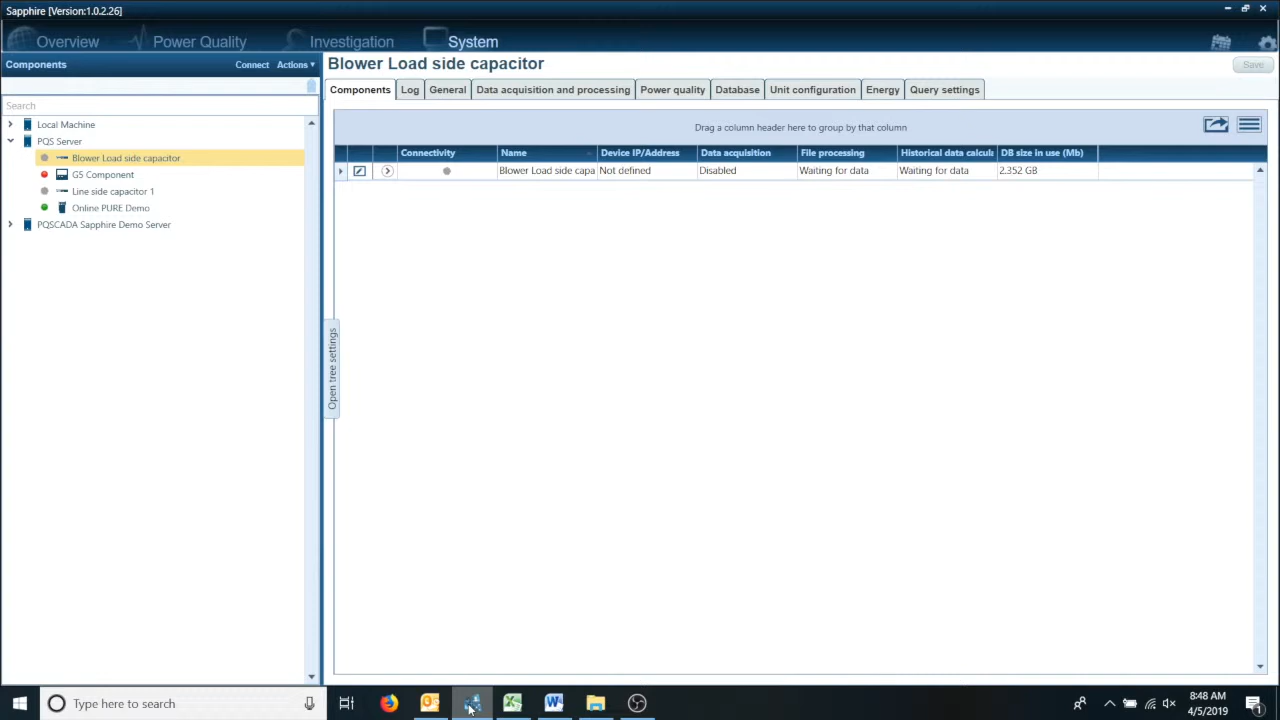 Sapphire [Version:1.0.2.26]
Overview
Power Quality
Investigation
System
Components
Connect
Actions
Blower Load side capacitor
Save
Components
Log
General
Data acquisition and processing
Power quality
Database
Unit configuration
Energy
Query settings
Search
Local Machine
PQS Server
Blower Load side capacitor
G5 Component
Line side capacitor 1
Online PURE Demo
PQSCADA Sapphire Demo Server
Drag a column header here to group by that column
Connectivity
Name
Device IP/Address
Data acquisition
File processing
Historical data calcula
DB size in use (Mb)
Blower Load side capa
Not defined
Disabled
Waiting for data
Waiting for data
2.352 GB
Open tree settings
Type here to search
8:48 AM
4/5/2019
1